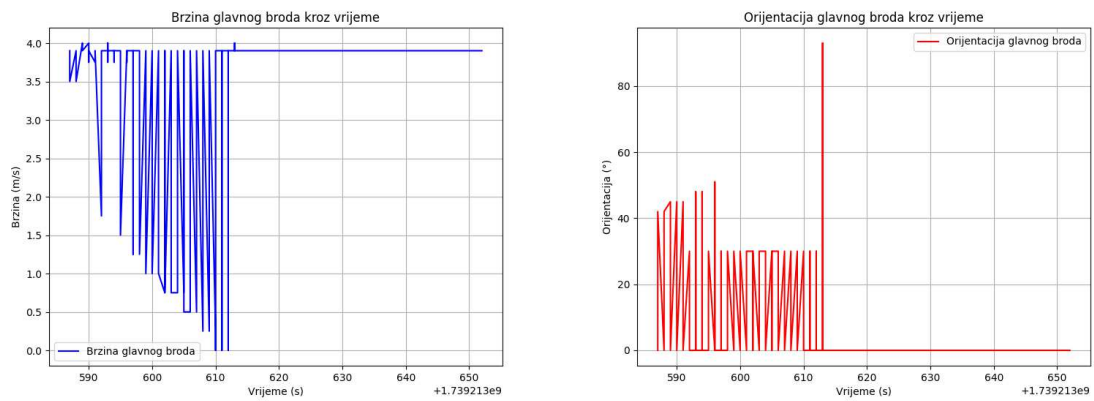 Brzina glavnog broda kroz vrijeme
4.0
3.5
3.0
2.5
2.0
1.5
1.0
0.5
0.0
Brzina (m/s)
Brzina glavnog broda
590
600
610
620
630
640
650
Vrijeme (s)
+1.739213e9
Orijentacija glavnog broda kroz vrijeme
Orijentacija glavnog broda
80
60
40
20
0
Orijentacija (°)
590
600
610
620
630
640
650
Vrijeme (s)
+1.739213e9